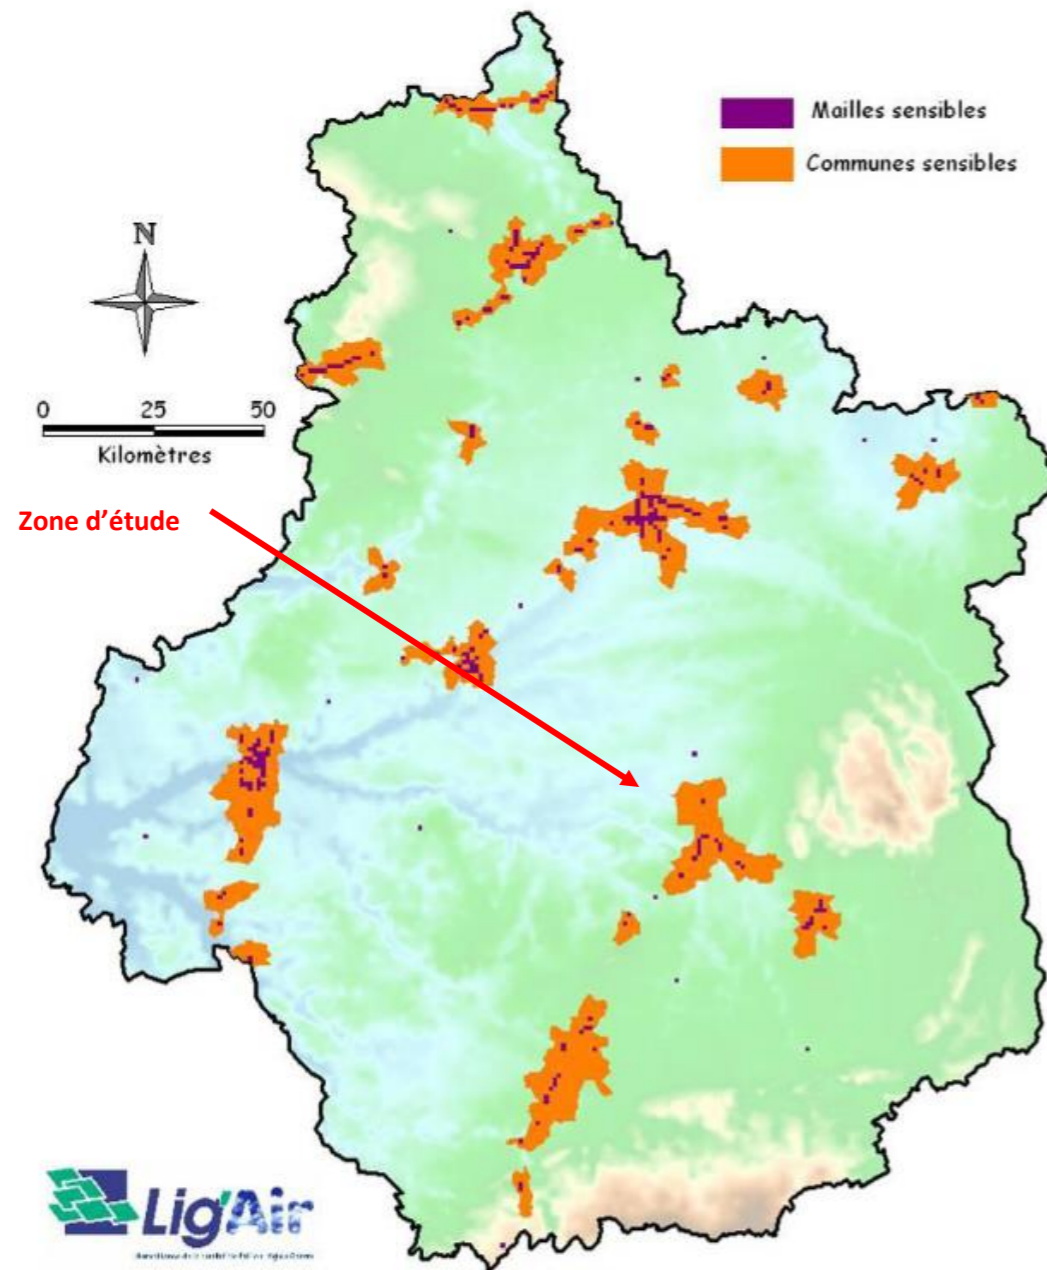 Mailles sensibles
Communes sensibles
N
0 25 50
Kilomètres
Zone d’étude
Lig'Air